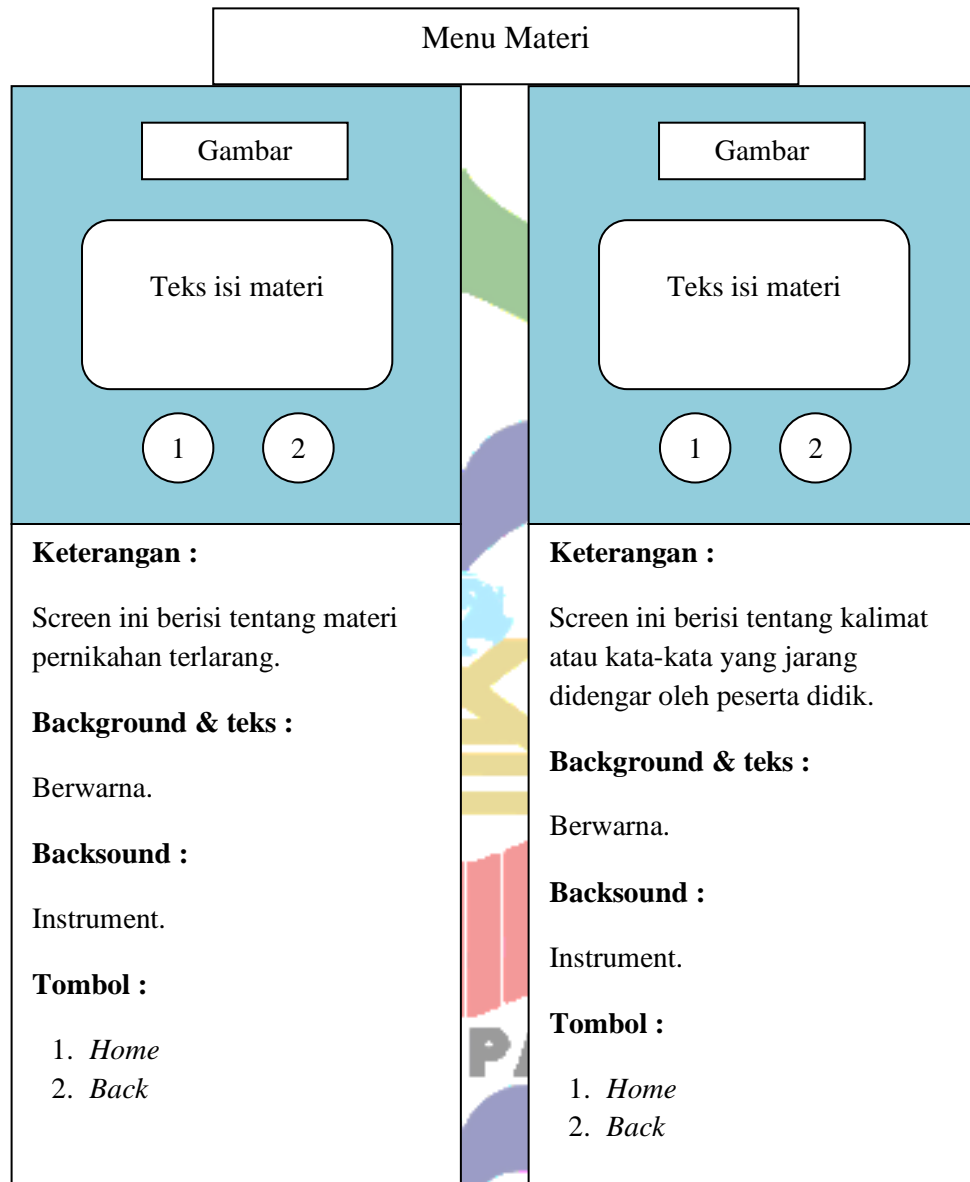 Menu Materi
Gambar
Teks isi materi
1
2
Keterangan :
Screen ini berisi tentang materi
pernikahan terlarang.
Background & teks :
Berwarna.
Backsound :
Instrument.
Tombol :
1. Home
2. Back
Gambar
Teks isi materi
1
2
Keterangan :
Screen ini berisi tentang kalimat
atau kata-kata yang jarang
didengar oleh peserta didik.
Background & teks :
Berwarna.
Backsound :
Instrument.
Tombol :
1. Home
2. Back